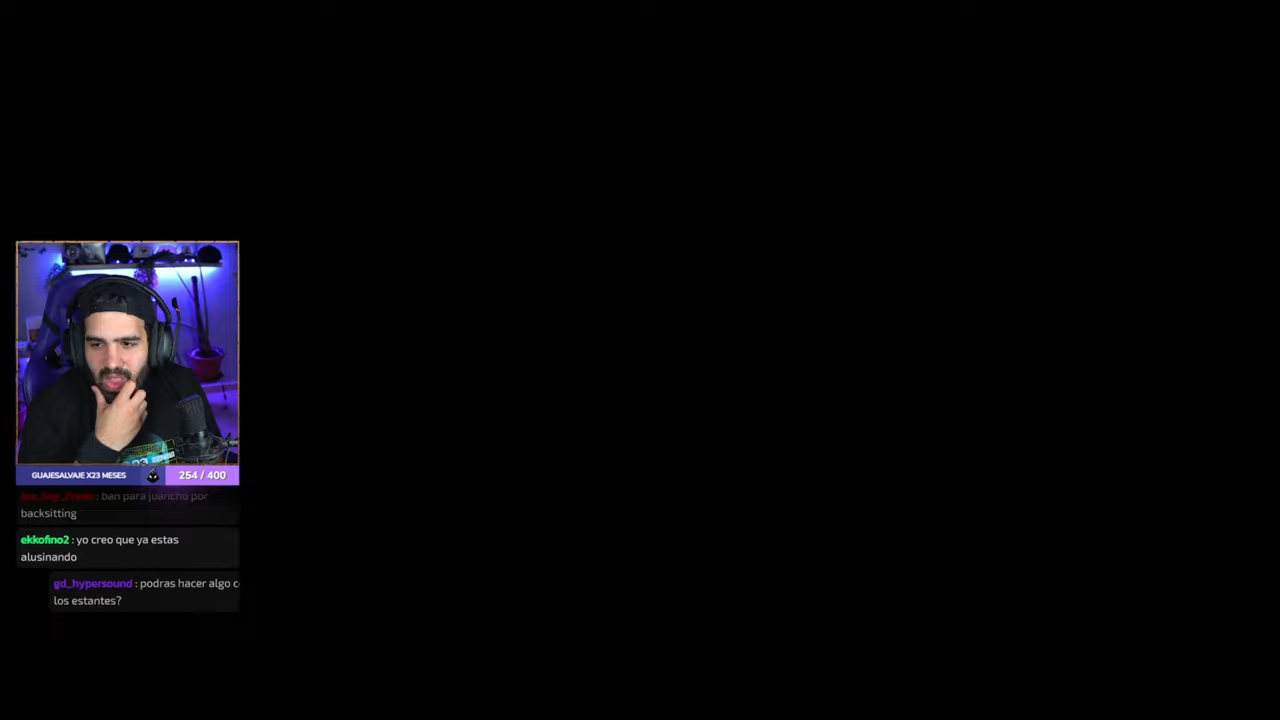 GUAJESALVAJE X23 MESES
254 / 400
: ban para juancho por
backsitting
ekkofino2 : yo creo que ya estas
alusinando
gd_hypersound : podras hacer algo c
los estantes?